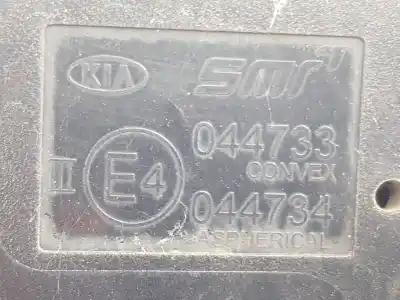 KIA SMR
044733
CONVEX
II E4
044734
ASPHERICAL